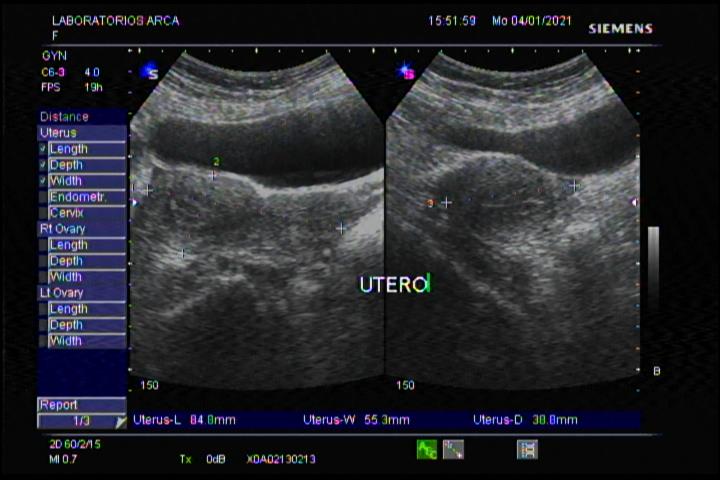 LABORATORIOS ARCA
15:51:59 Mo 04/01/2021
SIEMENS
F
GYN
C6-3 4.0
FPS 19h
S
S
Distance
Uterus
Length
Depth
Width
Endometr.
Cervix
Rt Ovary
Length
Depth
Width
Lt Ovary
Length
Depth
Width
2
3
UTERO
B
150
150
Report
1/3
Uterus-L 84.8mm Uterus-W 55.3mm Uterus-D 38.8mm
2D 60/2/15
MI 0.7
Tx 0dB XDA02130213